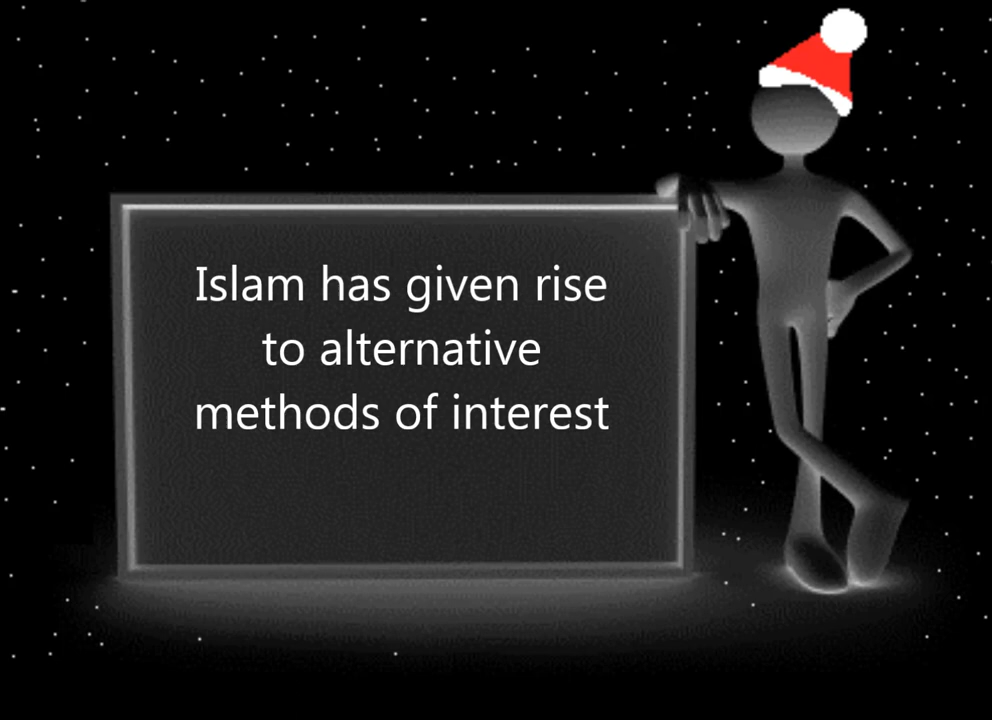 Islam has given rise
to alternative
methods of interest